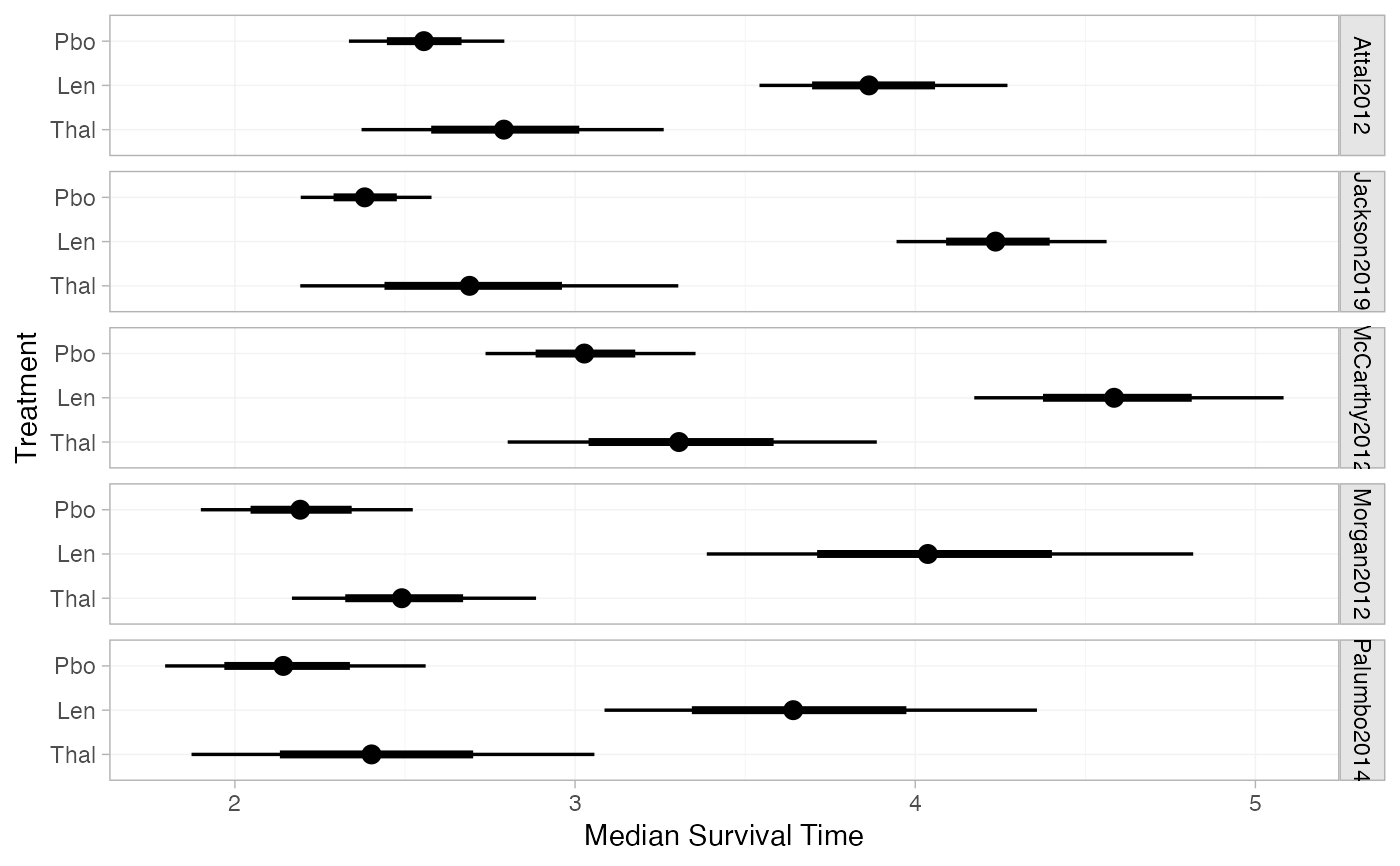 Treatment
Pbo
Len
Thal
Attal2012
Pbo
Len
Thal
Jackson2019
Pbo
Len
Thal
McCarthy2012
Pbo
Len
Thal
Morgan2012
Pbo
Len
Thal
Palumbo2014
2 3 4 5
Median Survival Time